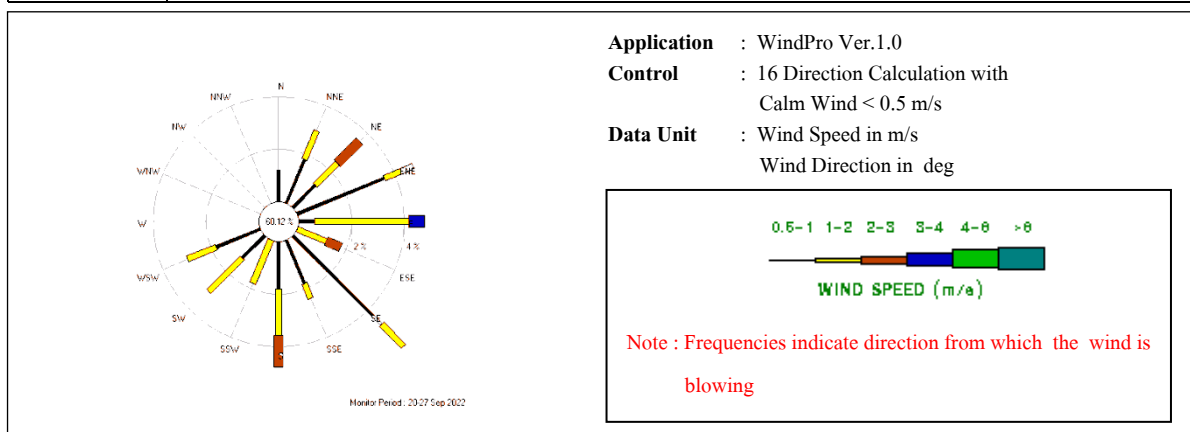 Application : WindPro Ver.1.0
Control : 16 Direction Calculation with
Calm Wind < 0.5 m/s
Data Unit : Wind Speed in m/s
Wind Direction in deg
N
NNW NNE
NW NE
WNW ENE
W 60.12 % 2 % 4 %
WSW ESE
SW SE
SSW SSE
S
Monitor Period : 20-27 Sep 2022
0.5-1 1-2 2-3 3-4 4-8 >8
WIND SPEED (m/s)
Note : Frequencies indicate direction from which the wind is
blowing